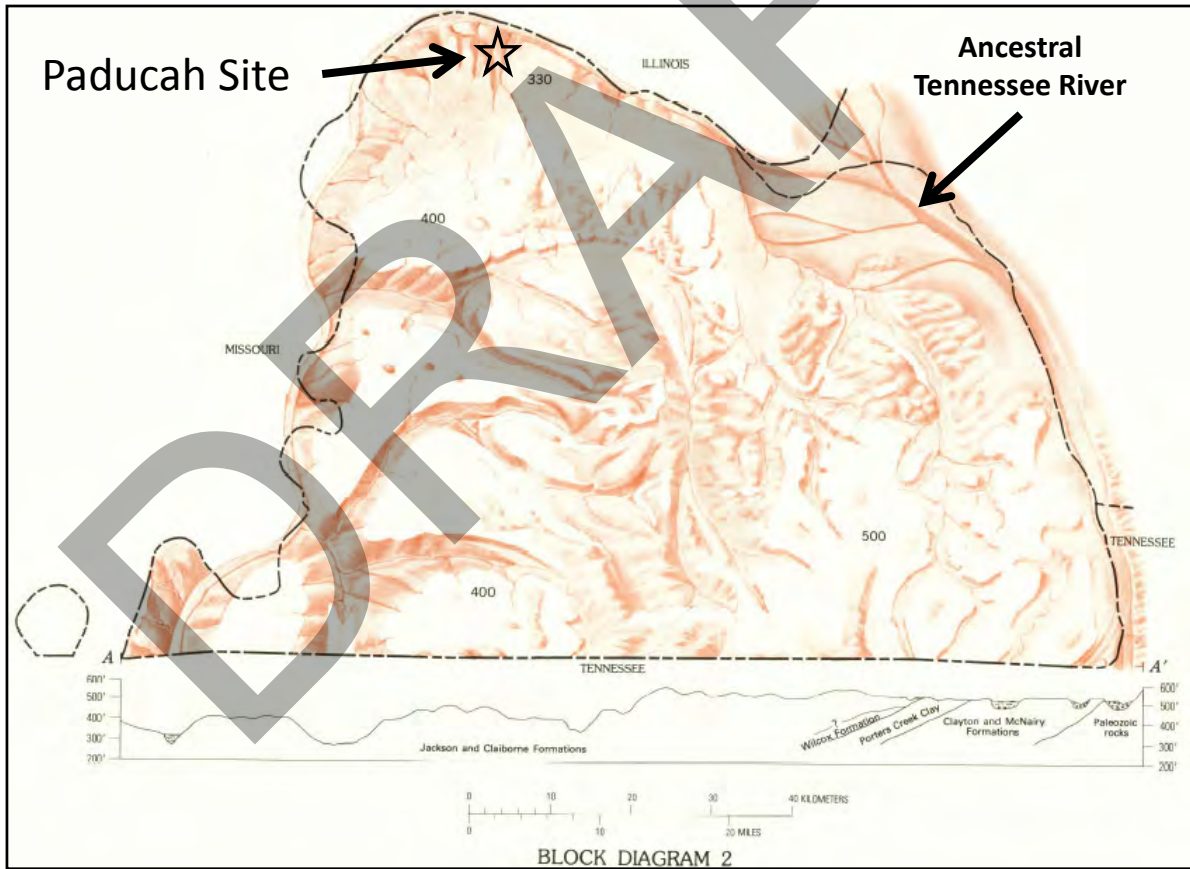 Paducah Site
330
ILLINOIS
Ancestral
Tennessee River
400
MISSOURI
DRAFT
500
TENNESSEE
400
A
TENNESSEE
A'
600'
500'
400'
300'
200'
Jackson and Claiborne Formations
?
Wilcox Formation
Porters Creek Clay
Clayton and McNairy
Formations
Paleozoic
rocks
600'
500'
400'
300'
200'
0 10 20 30 40 KILOMETERS
0 10 20 MILES
BLOCK DIAGRAM 2